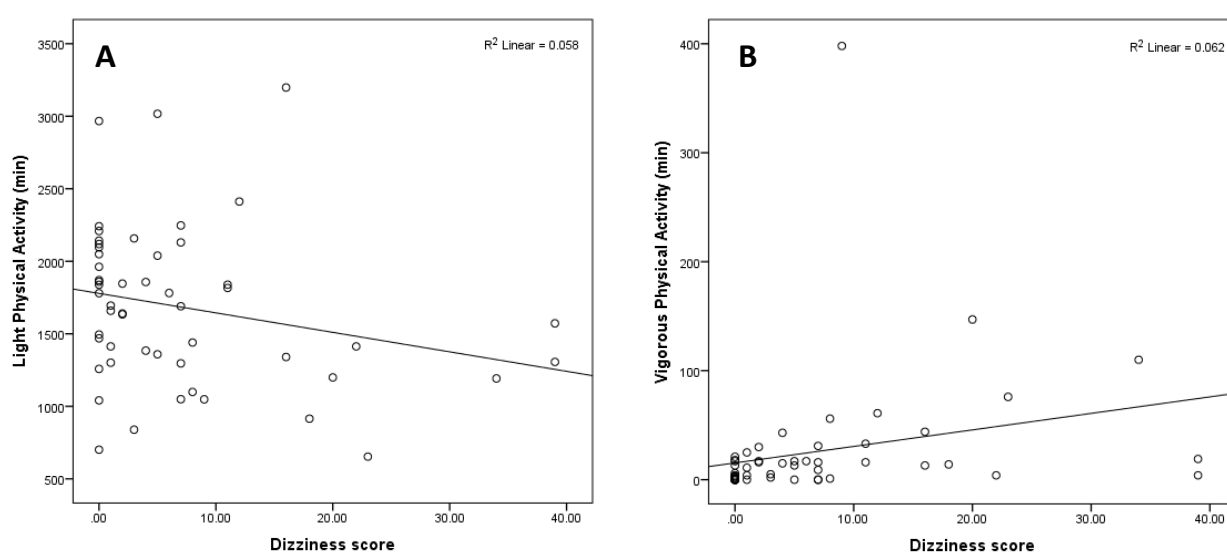 A
R² Linear = 0.058
3500
3000
2500
2000
1500
1000
500
Light Physical Activity (min)
.00
10.00
20.00
30.00
40.00
Dizziness score
B
R² Linear = 0.062
400
300
200
100
0
Vigorous Physical Activity (min)
.00
10.00
20.00
30.00
40.00
Dizziness score